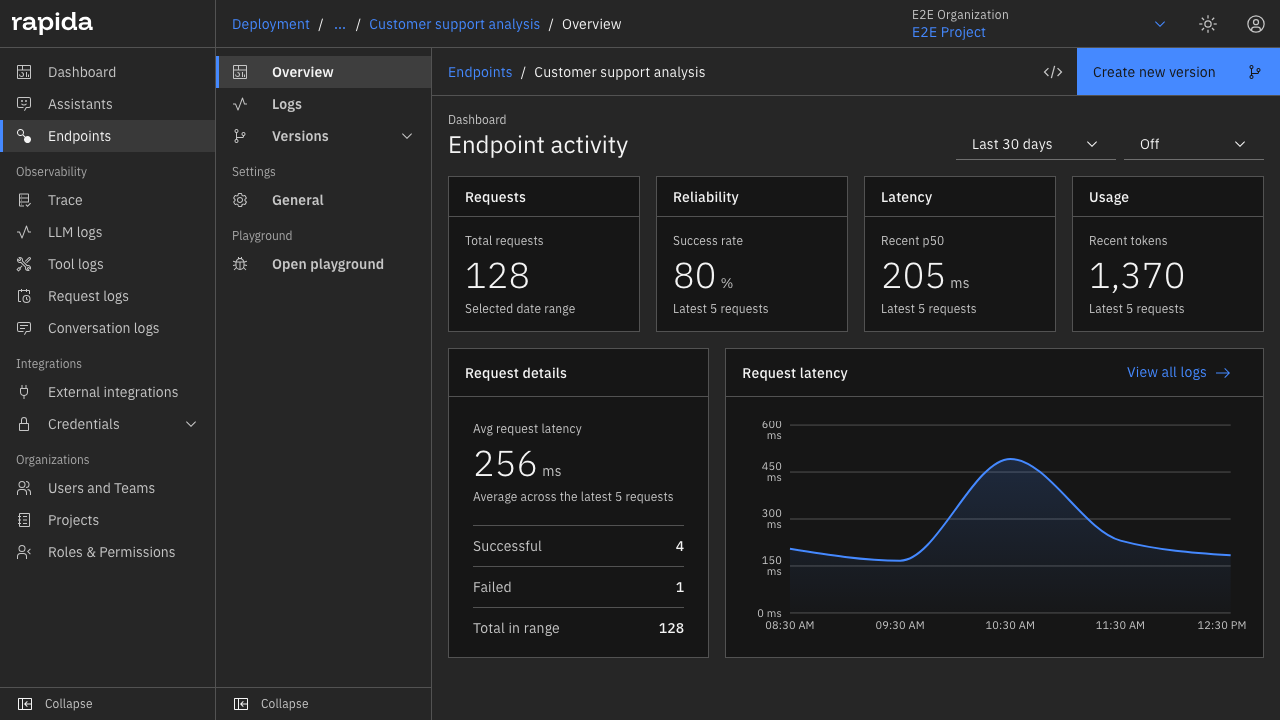 rapida
Deployment / ... / Customer support analysis / Overview
E2E Organization
E2E Project
Dashboard
Assistants
Endpoints
Observability
Trace
LLM logs
Tool logs
Request logs
Conversation logs
Integrations
External integrations
Credentials
Organizations
Users and Teams
Projects
Roles & Permissions
Collapse
Overview
Logs
Versions
Settings
General
Playground
Open playground
Collapse
Endpoints / Customer support analysis
Create new version
Dashboard
Endpoint activity
Last 30 days
Off
Requests
Total requests
128
Selected date range
Reliability
Success rate
80 %
Latest 5 requests
Latency
Recent p50
205 ms
Latest 5 requests
Usage
Recent tokens
1,370
Latest 5 requests
Request details
Avg request latency
256 ms
Average across the latest 5 requests
Successful 4
Failed 1
Total in range 128
Request latency
View all logs
600
ms
450
ms
300
ms
150
ms
0 ms
08:30 AM 09:30 AM 10:30 AM 11:30 AM 12:30 PM